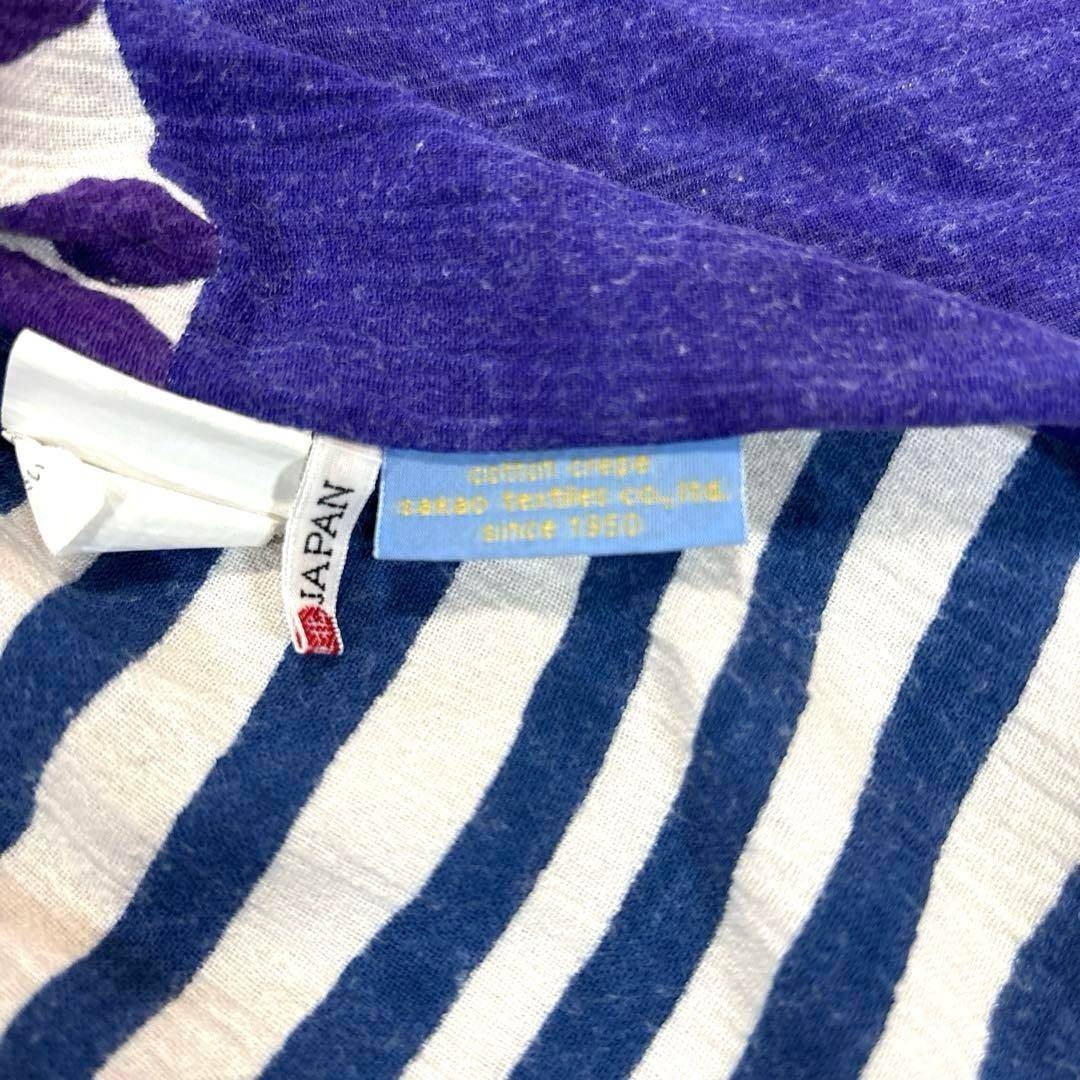 JAPAN
cotton crepe
sakao textiles co.,ltd.
since 1950